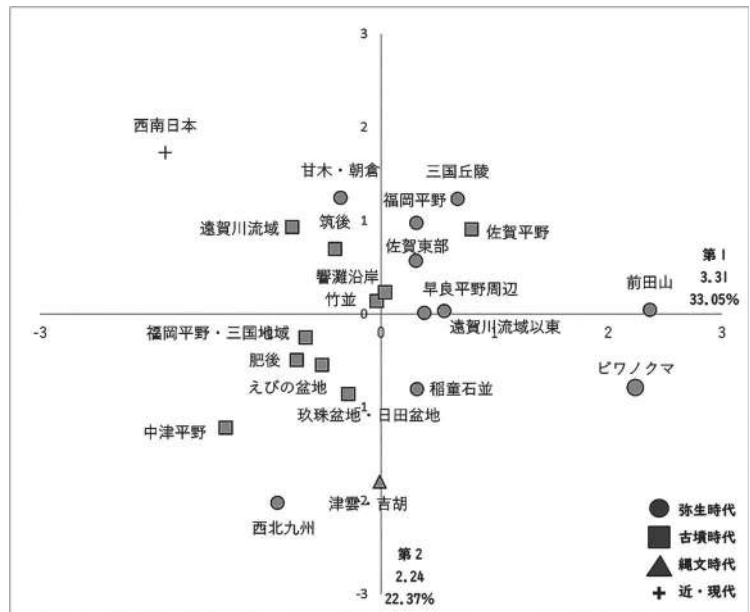 3
西南日本
2
甘木・朝倉
三国丘陵
福岡平野
遠賀川流域
筑後
1
佐賀平野
佐賀東部
響灘沿岸
第1
3.31
33.05%
竹並
早良平野周辺
前田山
-3
-2
-1
0
0
1
2
3
福岡平野・三国地域
遠賀川流域以東
肥後
えびの盆地
ビワノクマ
稲童石並
玖珠盆地・日田盆地
-1
中津平野
津雲・吉胡
-2
西北九州
第2
2.24
22.37%
-3
弥生時代
古墳時代
縄文時代
近・現代